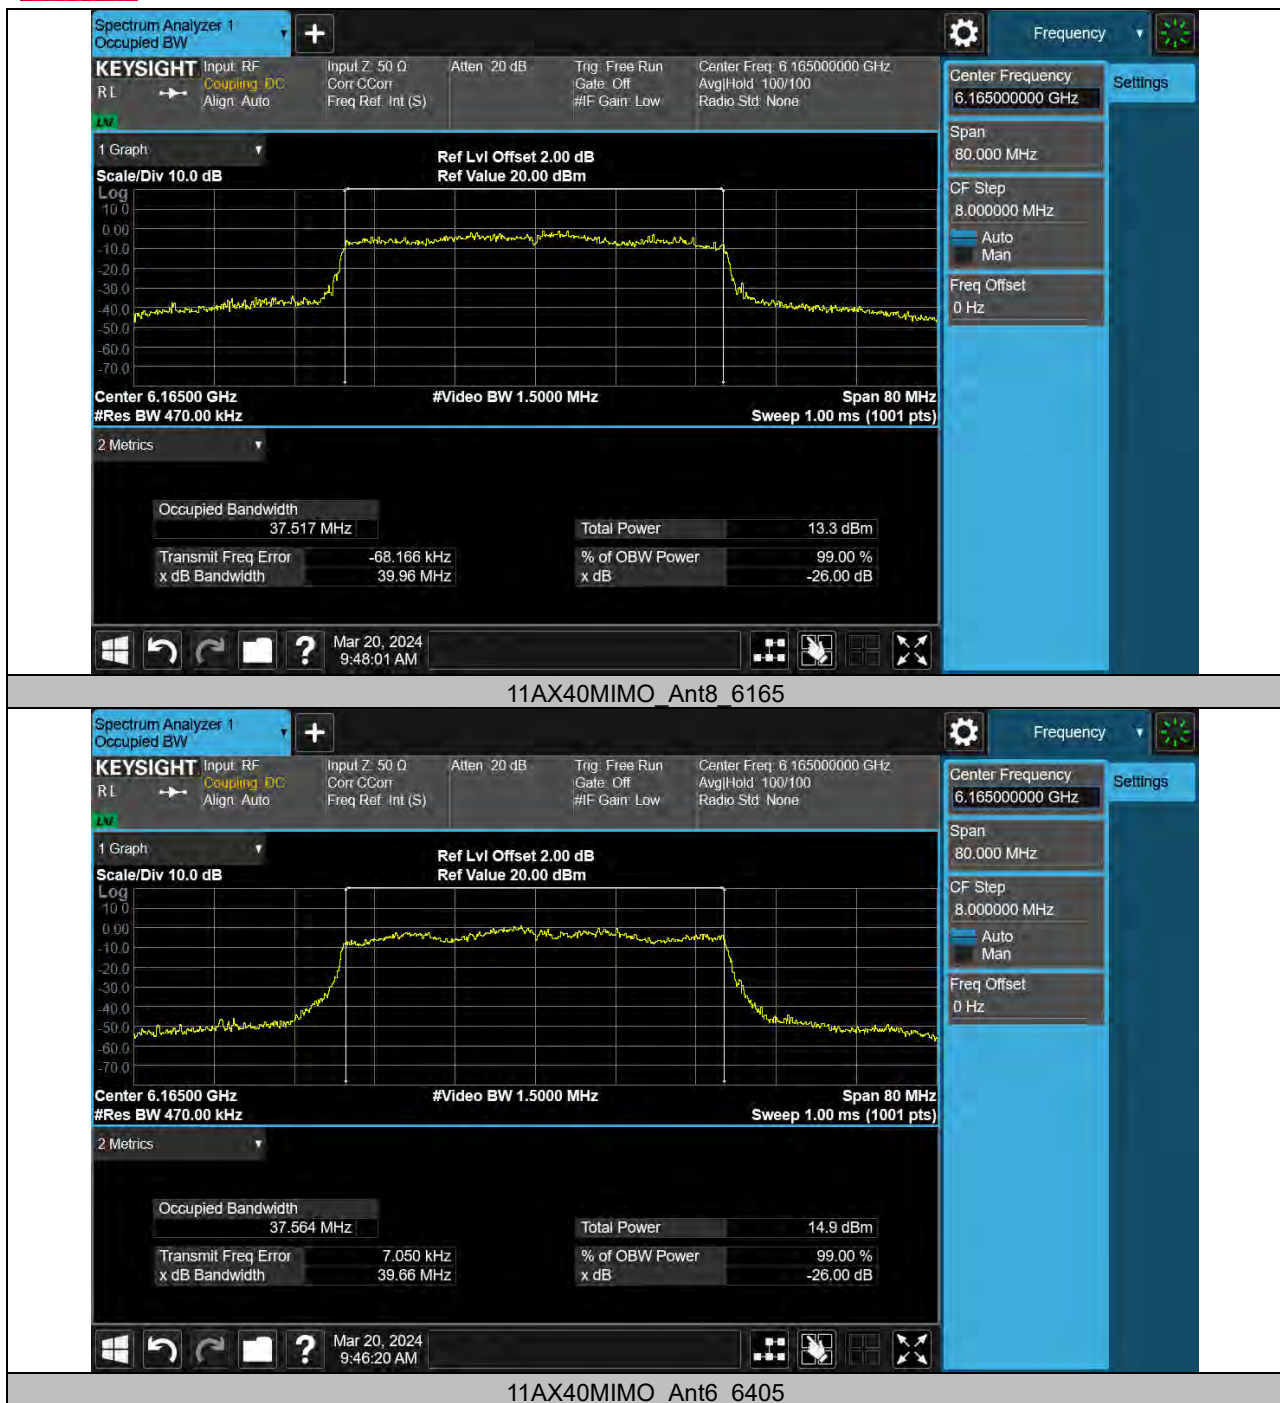 Spectrum Analyzer 1
Occupied BW
Frequency
KEYSIGHT Input: RF Input Z: 50 Ω Atten: 20 dB Trig: Free Run Center Freq: 6.165000000 GHz
Coupling: DC Corr CCorr Gate: Off Avg|Hold: 100/100
Align: Auto Freq Ref: Int (S) #IF Gain: Low Radio Std: None
LXI
Center Frequency
6.165000000 GHz
Settings
Span
80.000 MHz
CF Step
8.000000 MHz
Auto
Man
Freq Offset
0 Hz
1 Graph
Scale/Div 10.0 dB
Ref Lvl Offset 2.00 dB
Ref Value 20.00 dBm
Log
10.0
0.00
-10.0
-20.0
-30.0
-40.0
-50.0
-60.0
-70.0
Center 6.16500 GHz #Video BW 1.5000 MHz Span 80 MHz
#Res BW 470.00 kHz Sweep 1.00 ms (1001 pts)
2 Metrics
Occupied Bandwidth
37.517 MHz Total Power 13.3 dBm
Transmit Freq Error -68.166 kHz % of OBW Power 99.00 %
x dB Bandwidth 39.96 MHz x dB -26.00 dB
Mar 20, 2024
9:48:01 AM
11AX40MIMO_Ant8_6165
Spectrum Analyzer 1
Occupied BW
Frequency
KEYSIGHT Input: RF Input Z: 50 Ω Atten: 20 dB Trig: Free Run Center Freq: 6.165000000 GHz
Coupling: DC Corr CCorr Gate: Off Avg|Hold: 100/100
Align: Auto Freq Ref: Int (S) #IF Gain: Low Radio Std: None
LXI
Center Frequency
6.165000000 GHz
Settings
Span
80.000 MHz
CF Step
8.000000 MHz
Auto
Man
Freq Offset
0 Hz
1 Graph
Scale/Div 10.0 dB
Ref Lvl Offset 2.00 dB
Ref Value 20.00 dBm
Log
10.0
0.00
-10.0
-20.0
-30.0
-40.0
-50.0
-60.0
-70.0
Center 6.16500 GHz #Video BW 1.5000 MHz Span 80 MHz
#Res BW 470.00 kHz Sweep 1.00 ms (1001 pts)
2 Metrics
Occupied Bandwidth
37.564 MHz Total Power 14.9 dBm
Transmit Freq Error 7.050 kHz % of OBW Power 99.00 %
x dB Bandwidth 39.66 MHz x dB -26.00 dB
Mar 20, 2024
9:46:20 AM
11AX40MIMO_Ant6_6405